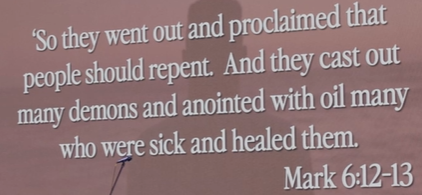 ‘So they went out and proclaimed that
people should repent. And they cast out
many demons and anointed with oil many
who were sick and healed them.
Mark 6:12-13